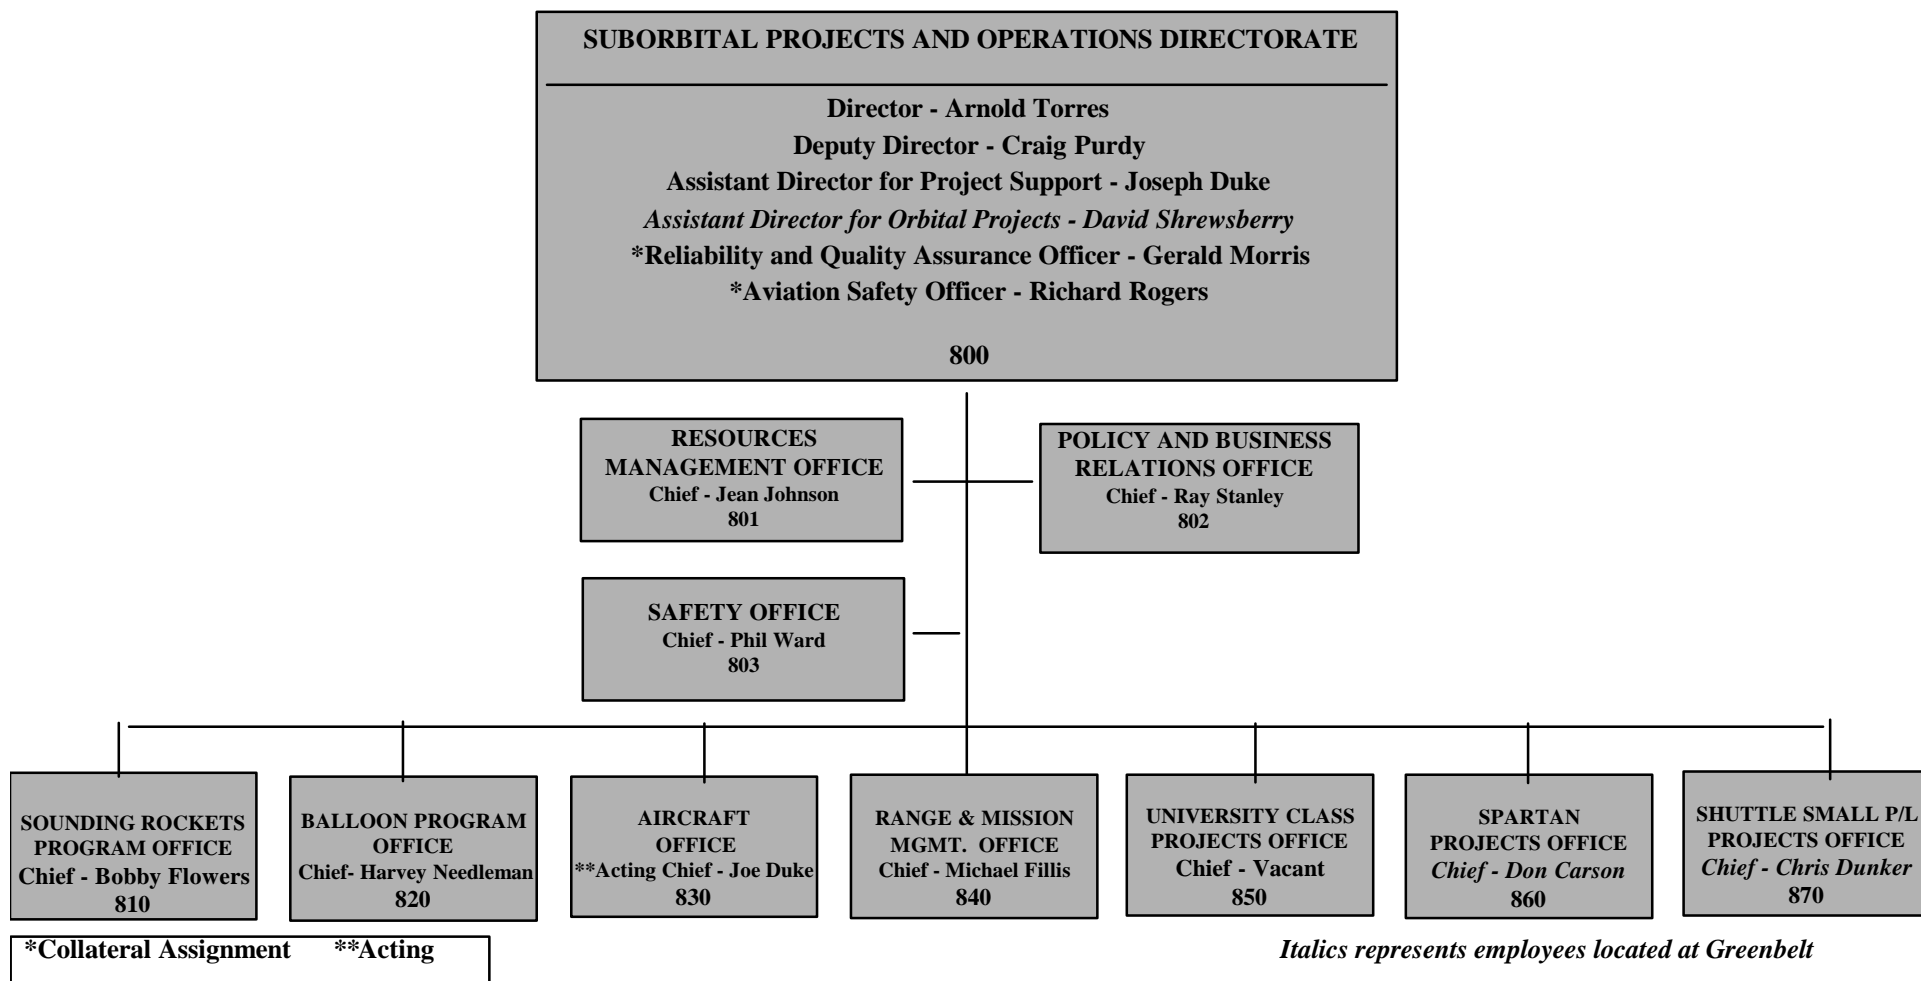 SUBORBITAL PROJECTS AND OPERATIONS DIRECTORATE
Director - Arnold Torres
Deputy Director - Craig Purdy
Assistant Director for Project Support - Joseph Duke
Assistant Director for Orbital Projects - David Shrewsberry
*Reliability and Quality Assurance Officer - Gerald Morris
*Aviation Safety Officer - Richard Rogers
800
RESOURCES
MANAGEMENT OFFICE
Chief - Jean Johnson
801
POLICY AND BUSINESS
RELATIONS OFFICE
Chief - Ray Stanley
802
SAFETY OFFICE
Chief - Phil Ward
803
SOUNDING ROCKETS
PROGRAM OFFICE
Chief - Bobby Flowers
810
BALLOON PROGRAM
OFFICE
Chief- Harvey Needleman
820
AIRCRAFT
OFFICE
**Acting Chief - Joe Duke
830
RANGE & MISSION
MGMT. OFFICE
Chief - Michael Fillis
840
UNIVERSITY CLASS
PROJECTS OFFICE
Chief - Vacant
850
SPARTAN
PROJECTS OFFICE
Chief - Don Carson
860
SHUTTLE SMALL P/L
PROJECTS OFFICE
Chief - Chris Dunker
870
*Collateral Assignment **Acting
Italics represents employees located at Greenbelt